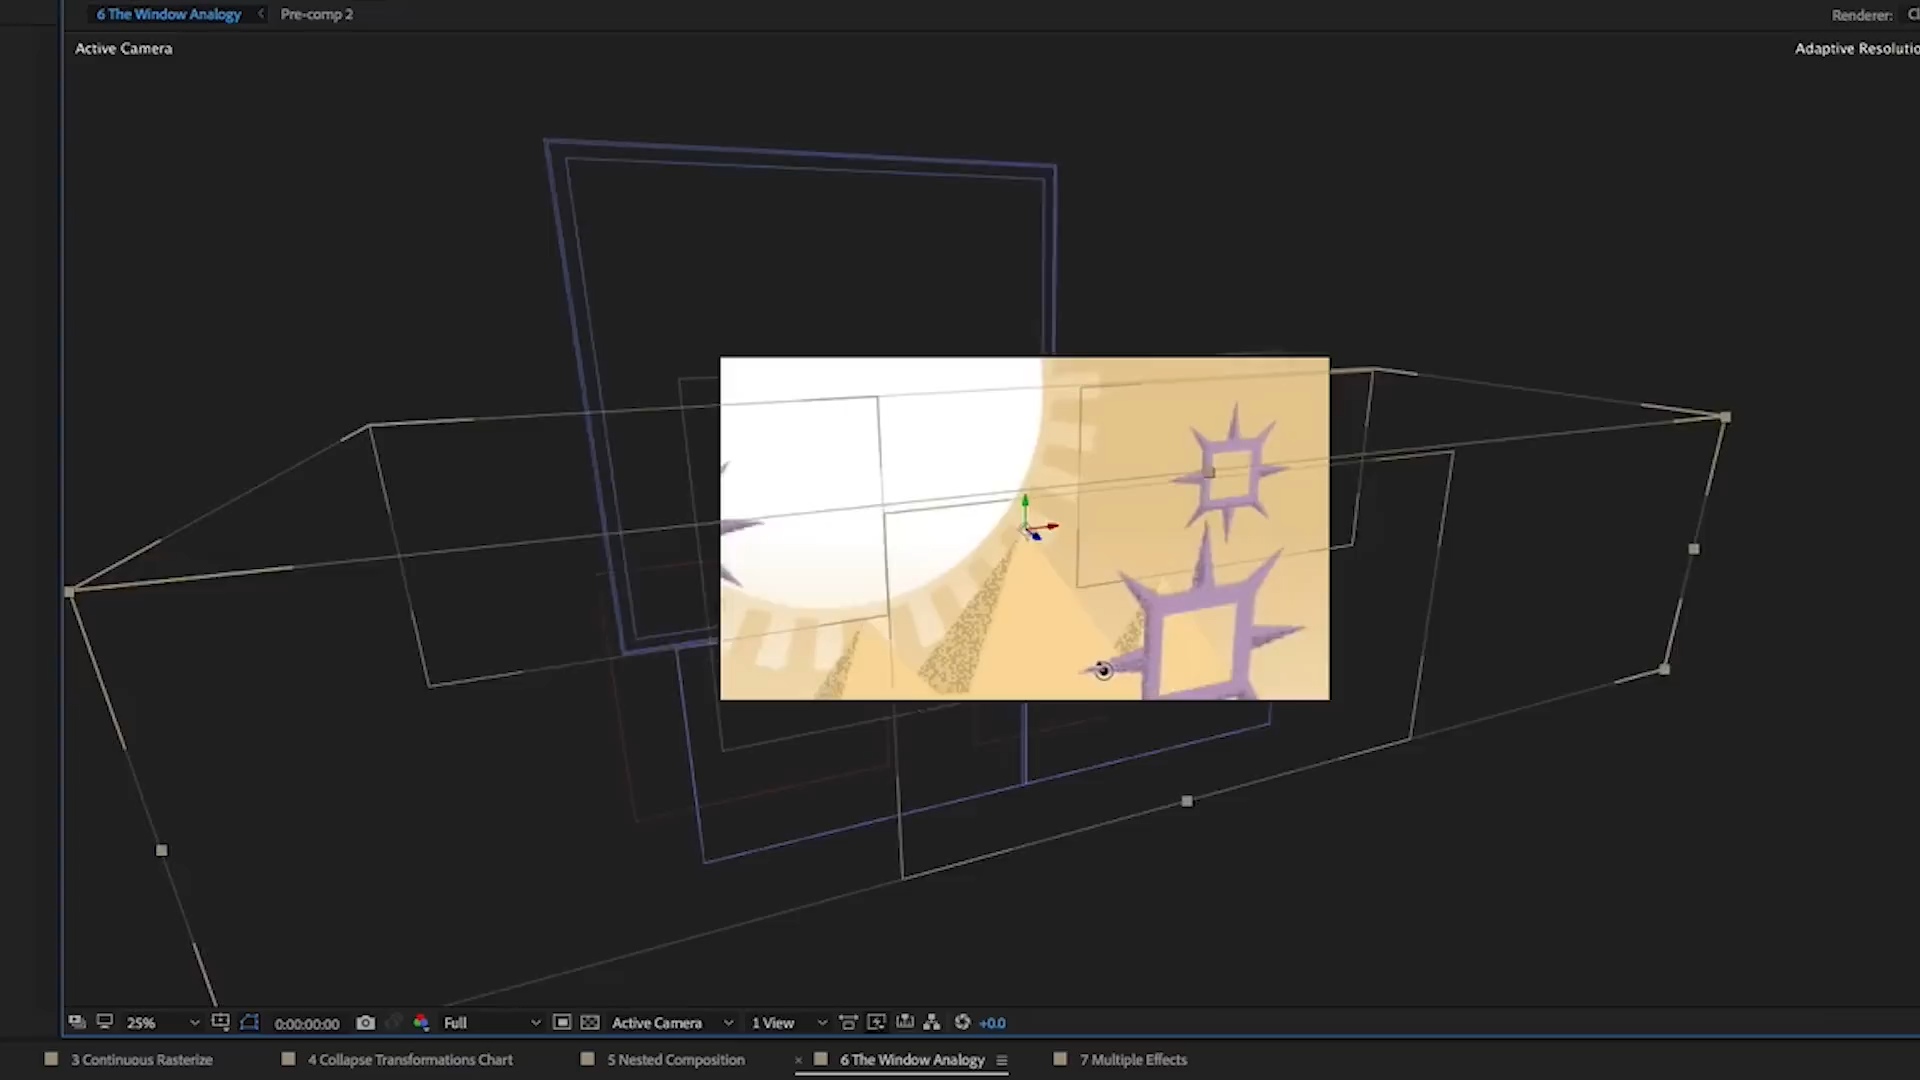 6 The Window Analogy
Pre-comp 2
Renderer:
Active Camera
Adaptive Resolutio
25%
0:00:00:00
Full
Active Camera
1 View
+0.0
3 Continuous Rasterize
4 Collapse Transformations Chart
5 Nested Composition
6 The Window Analogy
7 Multiple Effects